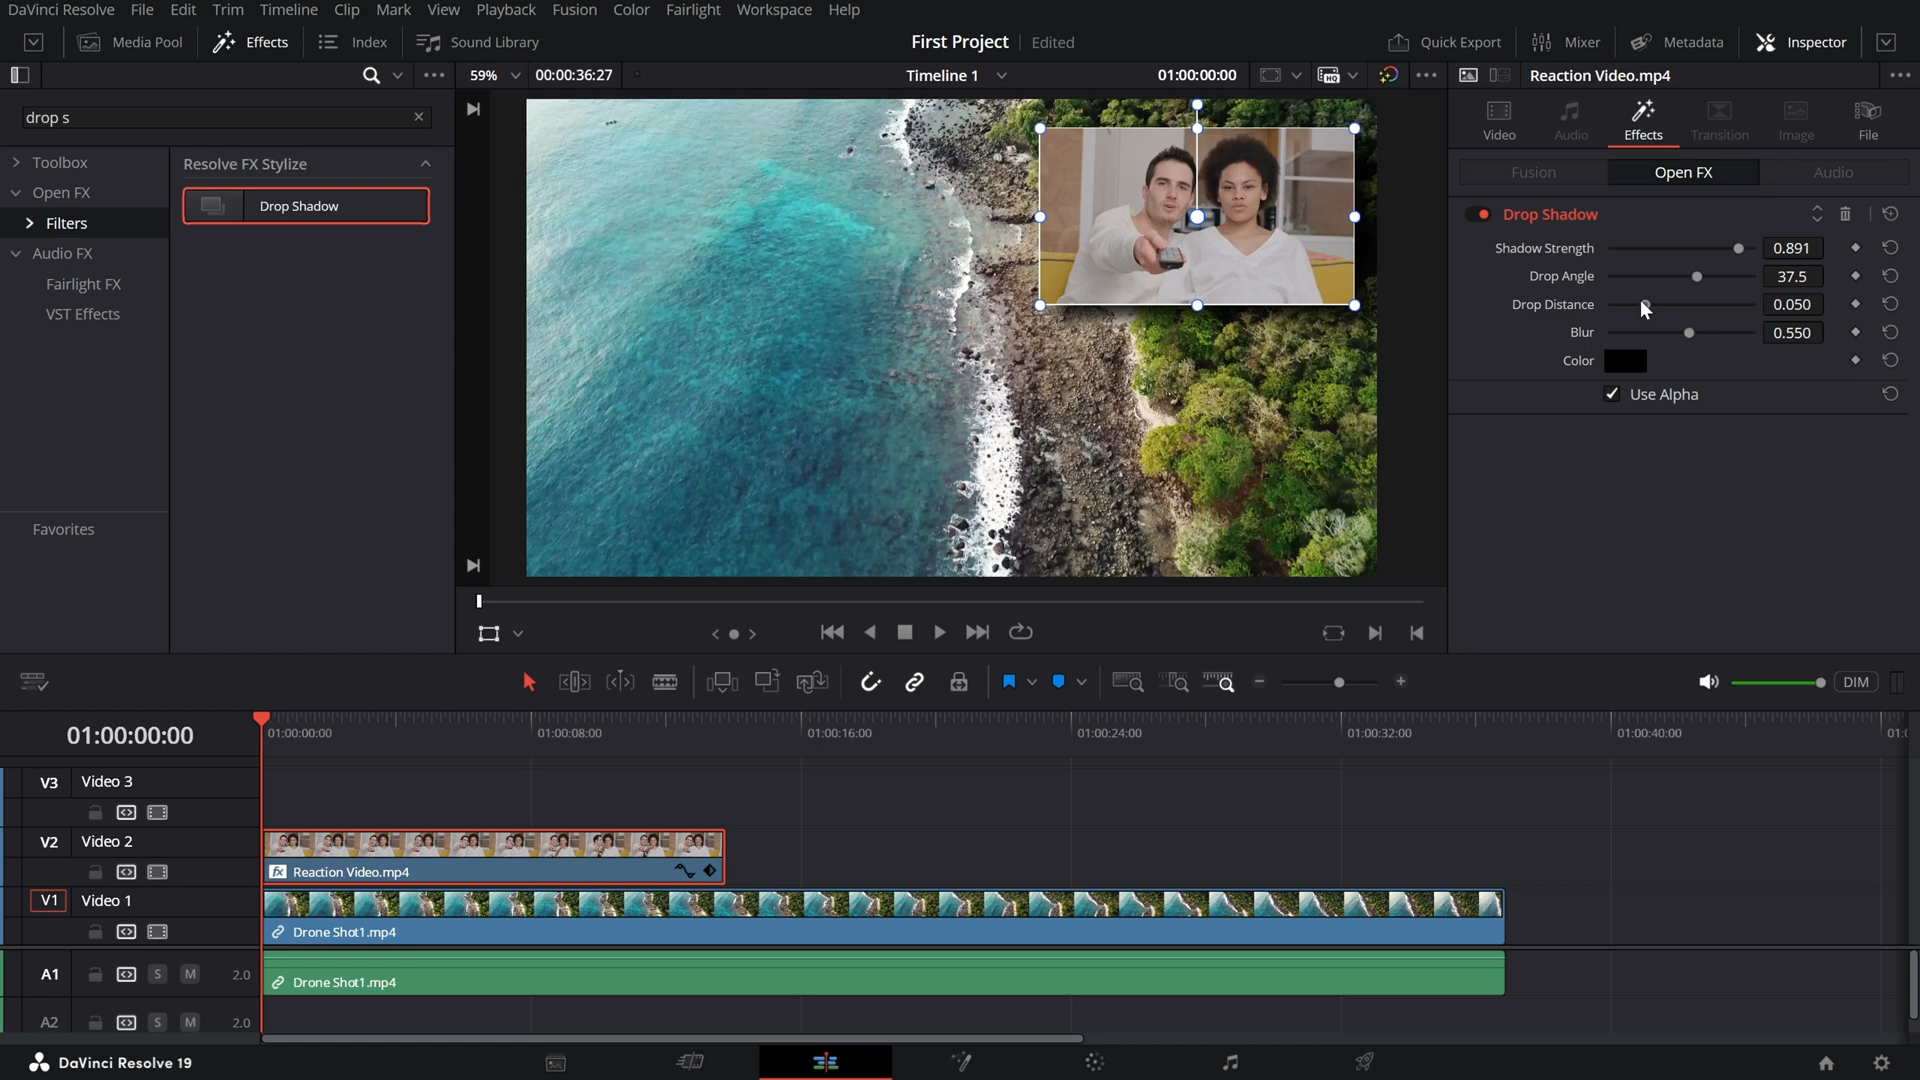 DaVinci Resolve File Edit Trim Timeline Clip Mark View Playback Fusion Color Fairlight Workspace Help
Media Pool Effects Index Sound Library First Project Edited Quick Export Mixer Metadata Inspector
59% 00:00:36:27 Timeline 1 01:00:00:00 Reaction Video.mp4
drop s
Video Audio Effects Transition Image File
Toolbox
Open FX
Filters
Audio FX
Fairlight FX
VST Effects
Favorites
Resolve FX Stylize
Drop Shadow
Fusion Open FX Audio
Drop Shadow
Shadow Strength 0.891
Drop Angle 37.5
Drop Distance 0.050
Blur 0.550
Color
Use Alpha
DIM
01:00:00:00
01:00:00:00 01:00:08:00 01:00:16:00 01:00:24:00 01:00:32:00 01:00:40:00
V3 Video 3
V2 Video 2
fx Reaction Video.mp4
V1 Video 1
Drone Shot1.mp4
A1 S M 2.0
Drone Shot1.mp4
A2 S M 2.0
DaVinci Resolve 19